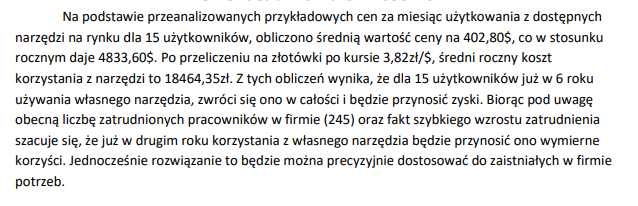 Na podstawie przeanalizowanych przykładowych cen za miesiąc użytkowania z dostępnych
narzędzi na rynku dla 15 użytkowników, obliczono średnią wartość ceny na 402,80$, co w stosunku
rocznym daje 4833,60$. Po przeliczeniu na złotówki po kursie 3,82zł/$, średni roczny koszt
korzystania z narzędzi to 18464,35zł. Z tych obliczeń wynika, że dla 15 użytkowników już w 6 roku
używania własnego narzędzia, zwróci się ono w całości i będzie przynosić zyski. Biorąc pod uwagę
obecną liczbę zatrudnionych pracowników w firmie (245) oraz fakt szybkiego wzrostu zatrudnienia
szacuje się, że już w drugim roku korzystania z własnego narzędzia będzie przynosić ono wymierne
korzyści. Jednocześnie rozwiązanie to będzie można precyzyjnie dostosować do zaistniałych w firmie
potrzeb.